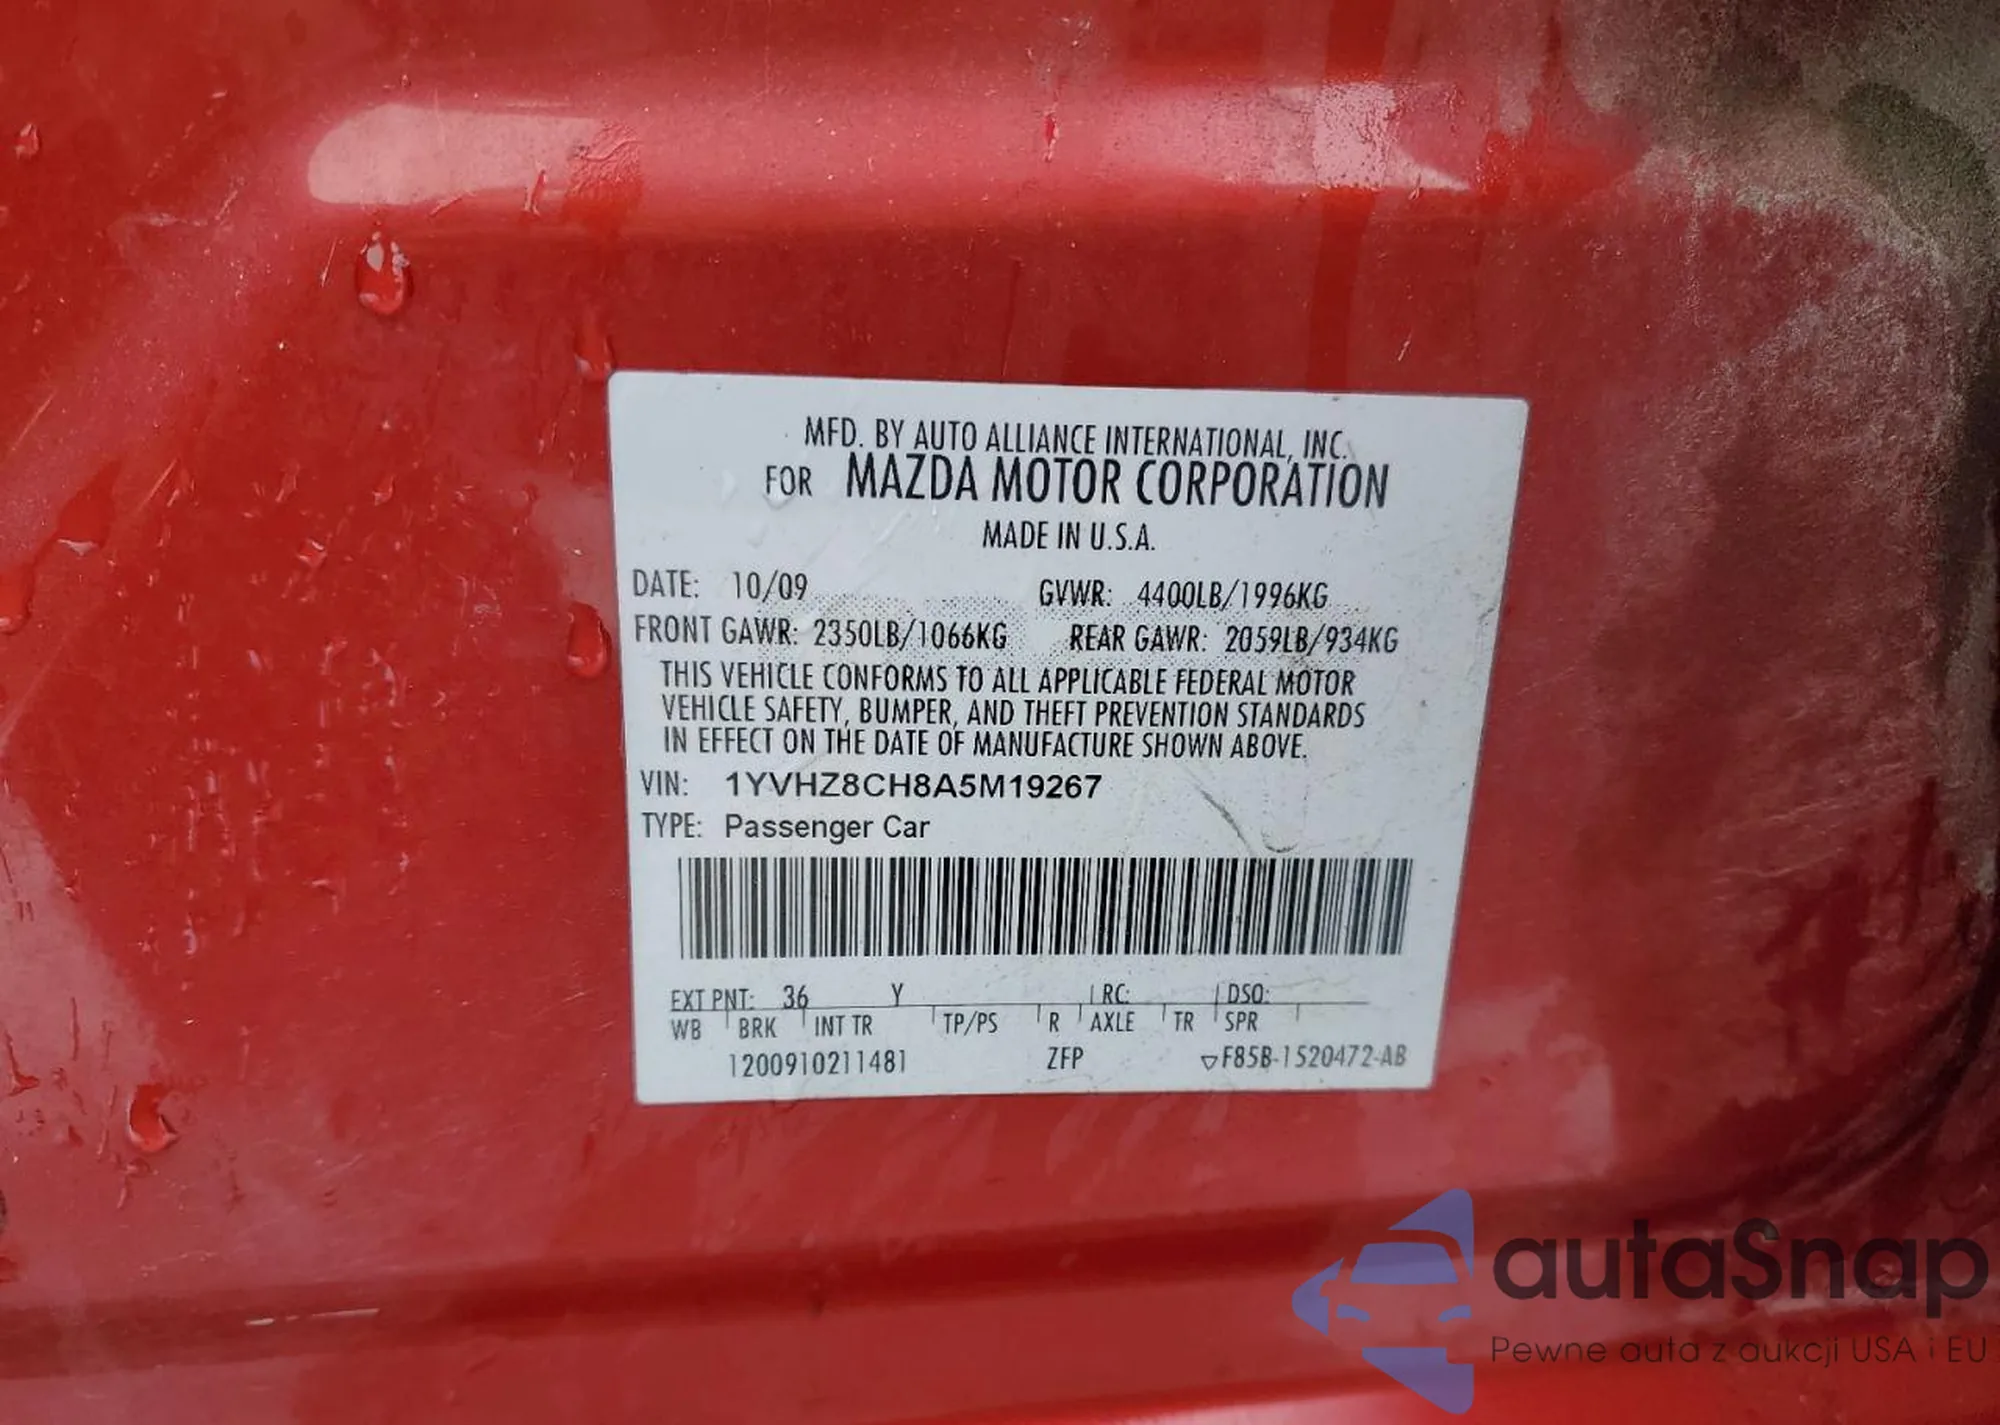 MFD. BY AUTO ALLIANCE INTERNATIONAL, INC.
FOR MAZDA MOTOR CORPORATION
MADE IN U.S.A.
DATE: 10/09 GVWR: 4400LB/1996KG
FRONT GAWR: 2350LB/1066KG REAR GAWR: 2059LB/934KG
THIS VEHICLE CONFORMS TO ALL APPLICABLE FEDERAL MOTOR
VEHICLE SAFETY, BUMPER, AND THEFT PREVENTION STANDARDS
IN EFFECT ON THE DATE OF MANUFACTURE SHOWN ABOVE.
VIN: 1YVHZ8CH8A5M19267
TYPE: Passenger Car
EXT PNT: 36 Y RC: DSO:
WB BRK INT TR TP/PS R AXLE TR SPR
1200910211481 ZFP ▽F85B-1520472-AB
autaSnap
Pewne auta z aukcji USA i EU